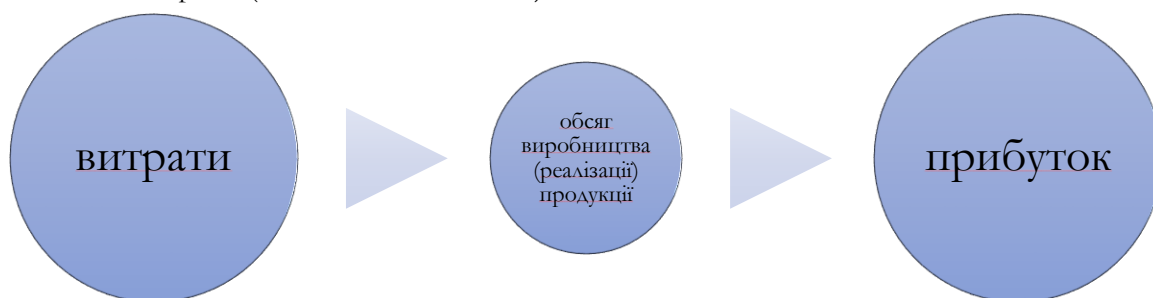 витрати
обсяг
виробництва
(реалізації)
продукції
прибуток